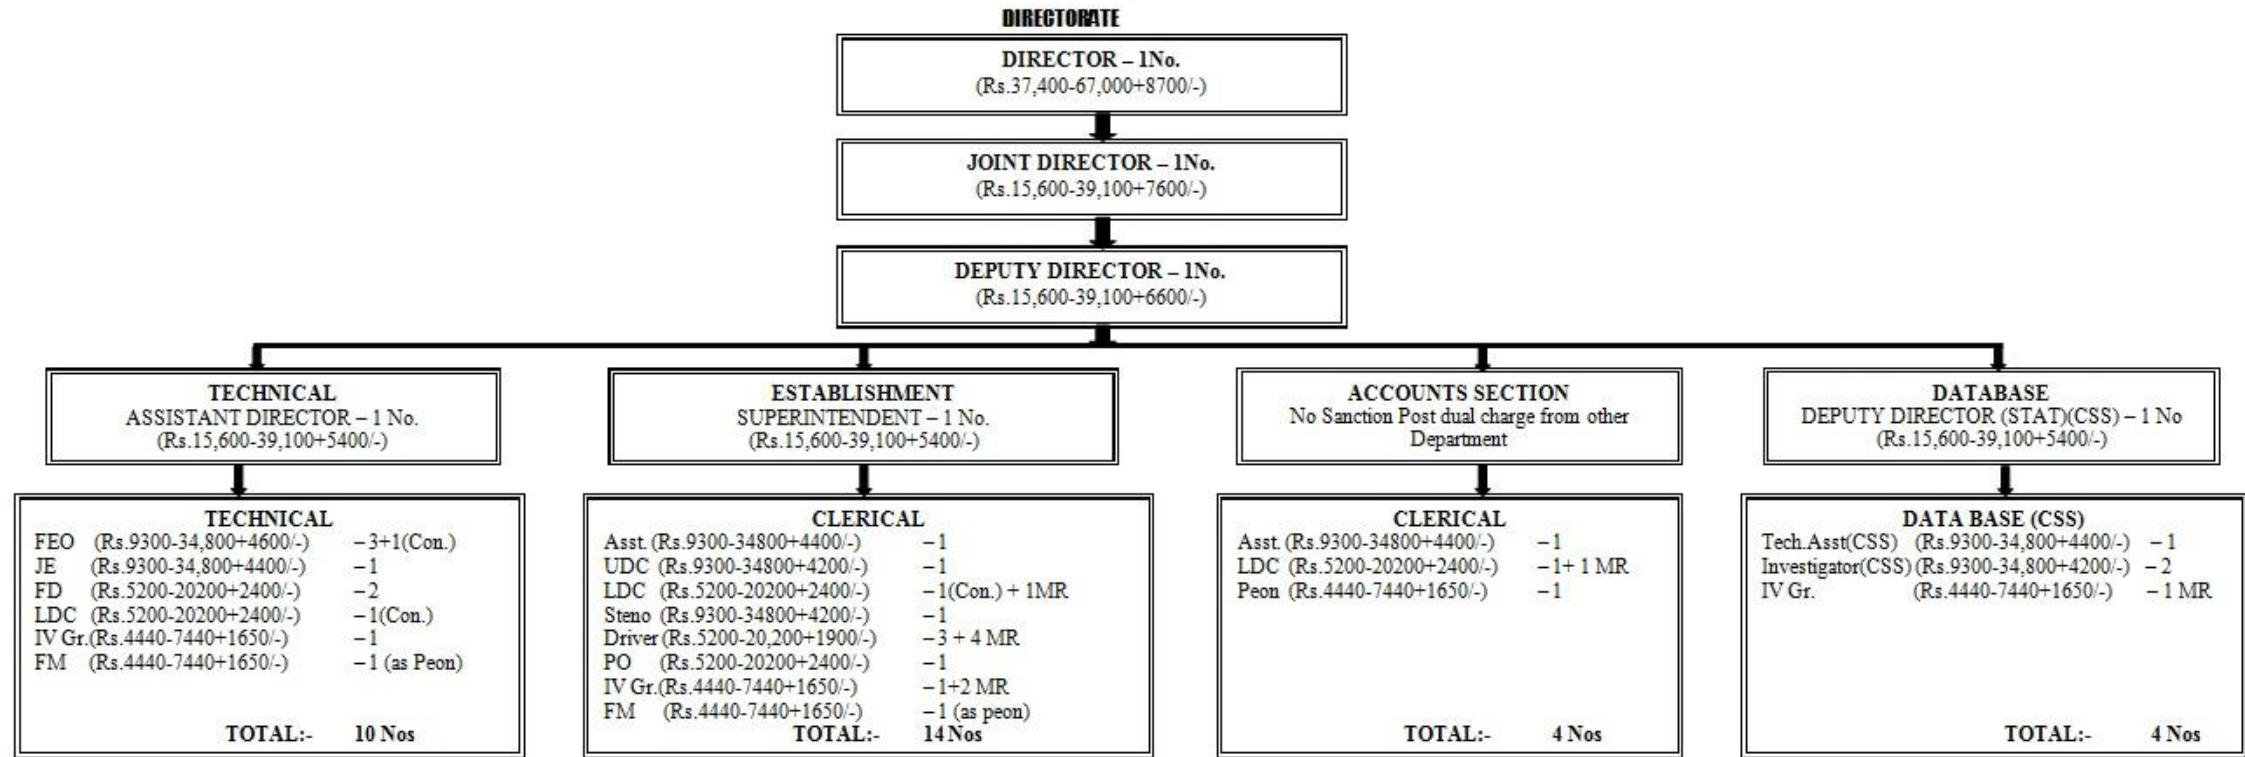 DIRECTORATE
DIRECTOR – 1No.
(Rs.37,400-67,000+8700/-)
JOINT DIRECTOR – 1No.
(Rs.15,600-39,100+7600/-)
DEPUTY DIRECTOR – 1No.
(Rs.15,600-39,100+6600/-)
TECHNICAL
ASSISTANT DIRECTOR – 1 No.
(Rs.15,600-39,100+5400/-)
ESTABLISHMENT
SUPERINTENDENT – 1 No.
(Rs.15,600-39,100+5400/-)
ACCOUNTS SECTION
No Sanction Post dual charge from other
Department
DATABASE
DEPUTY DIRECTOR (STAT)(CSS) – 1 No
(Rs.15,600-39,100+5400/-)
TECHNICAL
FEO (Rs.9300-34,800+4600/-) –3+1(Con.)
JE (Rs.9300-34,800+4400/-) –1
FD (Rs.5200-20200+2400/-) –2
LDC (Rs.5200-20200+2400/-) –1(Con.)
IV Gr.(Rs.4440-7440+1650/-) –1
FM (Rs.4440-7440+1650/-) –1 (as Peon)
TOTAL:- 10 Nos
CLERICAL
Asst. (Rs.9300-34800+4400/-) –1
UDC (Rs.9300-34800+4200/-) –1
LDC (Rs.5200-20200+2400/-) –1(Con.) + 1MR
Steno (Rs.9300-34800+4200/-) –1
Driver (Rs.5200-20,200+1900/-) –3 + 4 MR
PO (Rs.5200-20200+2400/-) –1
IV Gr.(Rs.4440-7440+1650/-) –1+2 MR
FM (Rs.4440-7440+1650/-) –1 (as peon)
TOTAL:- 14Nos
CLERICAL
Asst. (Rs.9300-34800+4400/-) –1
LDC (Rs.5200-20200+2400/-) –1+ 1 MR
Peon (Rs.4440-7440+1650/-) –1
TOTAL:- 4 Nos
DATA BASE (CSS)
Tech.Asst(CSS) (Rs.9300-34,800+4400/-) – 1
Investigator(CSS) (Rs.9300-34,800+4200/-) – 2
IV Gr. (Rs.4440-7440+1650/-) – 1 MR
TOTAL:- 4 Nos